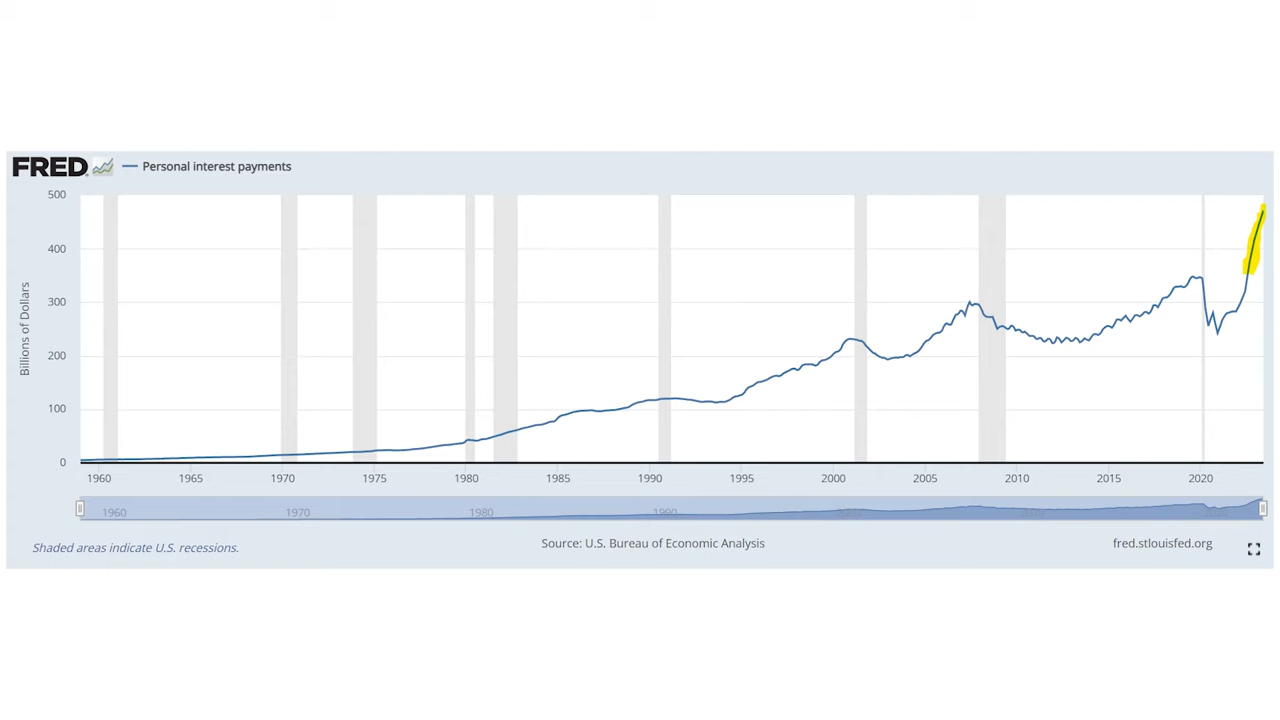 FRED Personal interest payments
500
400
300
200
100
0
Billions of Dollars
1960 1965 1970 1975 1980 1985 1990 1995 2000 2005 2010 2015 2020
1960 1970 1980 1990
Shaded areas indicate U.S. recessions.
Source: U.S. Bureau of Economic Analysis
fred.stlouisfed.org